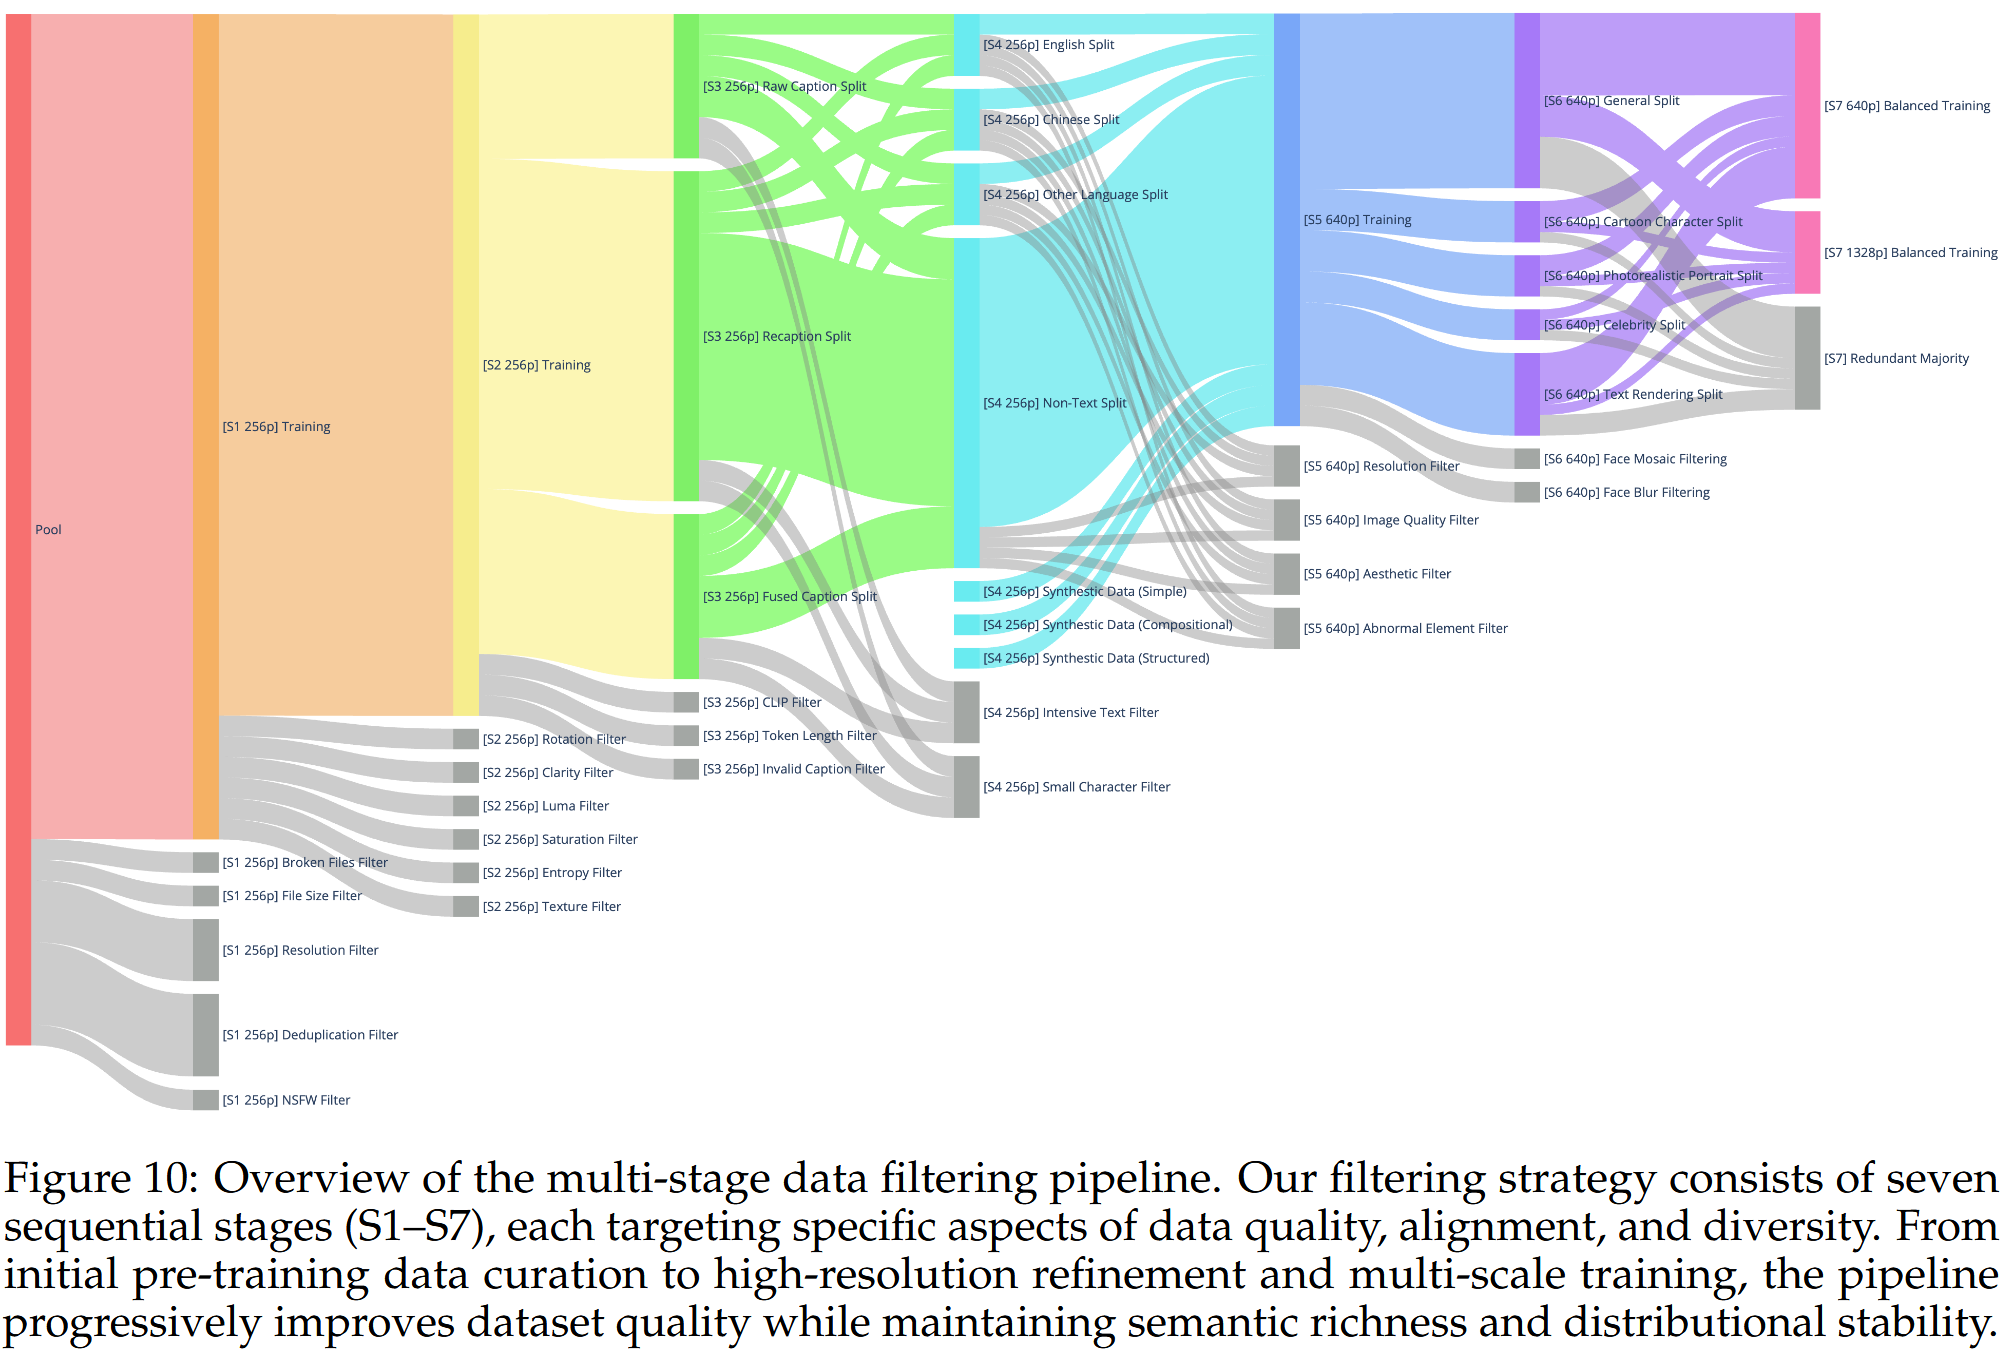 Pool
[S1 256p] Training
[S1 256p] Broken Files Filter
[S1 256p] File Size Filter
[S1 256p] Resolution Filter
[S1 256p] Deduplication Filter
[S1 256p] NSFW Filter
[S2 256p] Training
[S2 256p] Rotation Filter
[S2 256p] Clarity Filter
[S2 256p] Luma Filter
[S2 256p] Saturation Filter
[S2 256p] Entropy Filter
[S2 256p] Texture Filter
[S3 256p] Raw Caption Split
[S3 256p] Recaption Split
[S3 256p] Fused Caption Split
[S3 256p] CLIP Filter
[S3 256p] Token Length Filter
[S3 256p] Invalid Caption Filter
[S4 256p] English Split
[S4 256p] Chinese Split
[S4 256p] Other Language Split
[S4 256p] Non-Text Split
[S4 256p] Synthestic Data (Simple)
[S4 256p] Synthestic Data (Compositional)
[S4 256p] Synthestic Data (Structured)
[S4 256p] Intensive Text Filter
[S4 256p] Small Character Filter
[S5 640p] Training
[S5 640p] Resolution Filter
[S5 640p] Image Quality Filter
[S5 640p] Aesthetic Filter
[S5 640p] Abnormal Element Filter
[S6 640p] General Split
[S6 640p] Cartoon Character Split
[S6 640p] Photorealistic Portrait Split
[S6 640p] Celebrity Split
[S6 640p] Text Rendering Split
[S6 640p] Face Mosaic Filtering
[S6 640p] Face Blur Filtering
[S7 640p] Balanced Training
[S7 1328p] Balanced Training
[S7] Redundant Majority
Figure 10: Overview of the multi-stage data filtering pipeline. Our filtering strategy consists of seven
sequential stages (S1–S7), each targeting specific aspects of data quality, alignment, and diversity. From
initial pre-training data curation to high-resolution refinement and multi-scale training, the pipeline
progressively improves dataset quality while maintaining semantic richness and distributional stability.